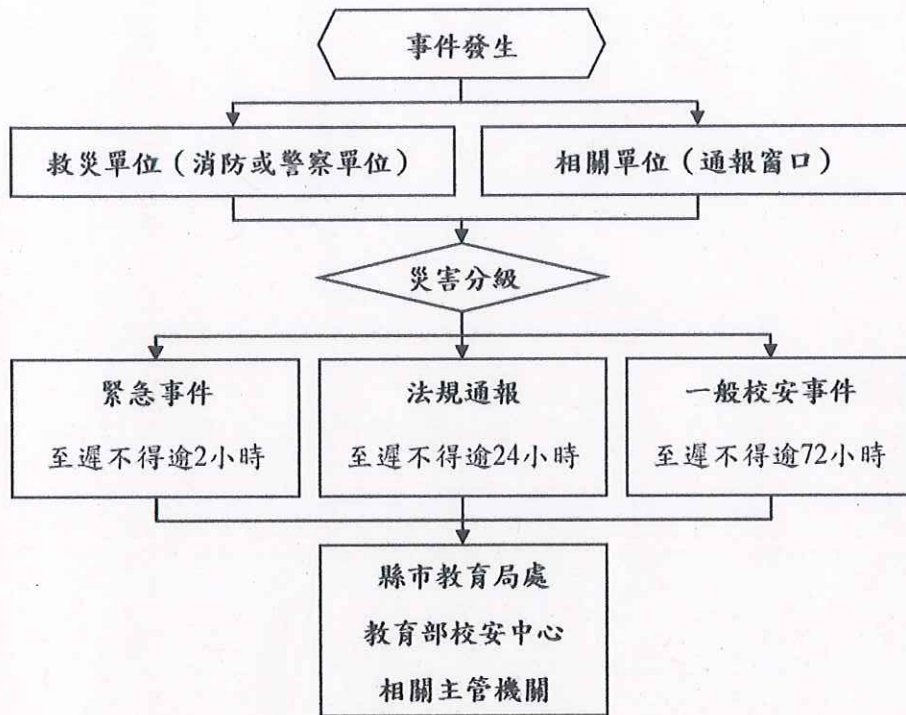 事件發生
救災單位（消防或警察單位）
相關單位（通報窗口）
災害分級
緊急事件
至遲不得逾2小時
法規通報
至遲不得逾24小時
一般校安事件
至遲不得逾72小時
縣市教育局處
教育部校安中心
相關主管機關